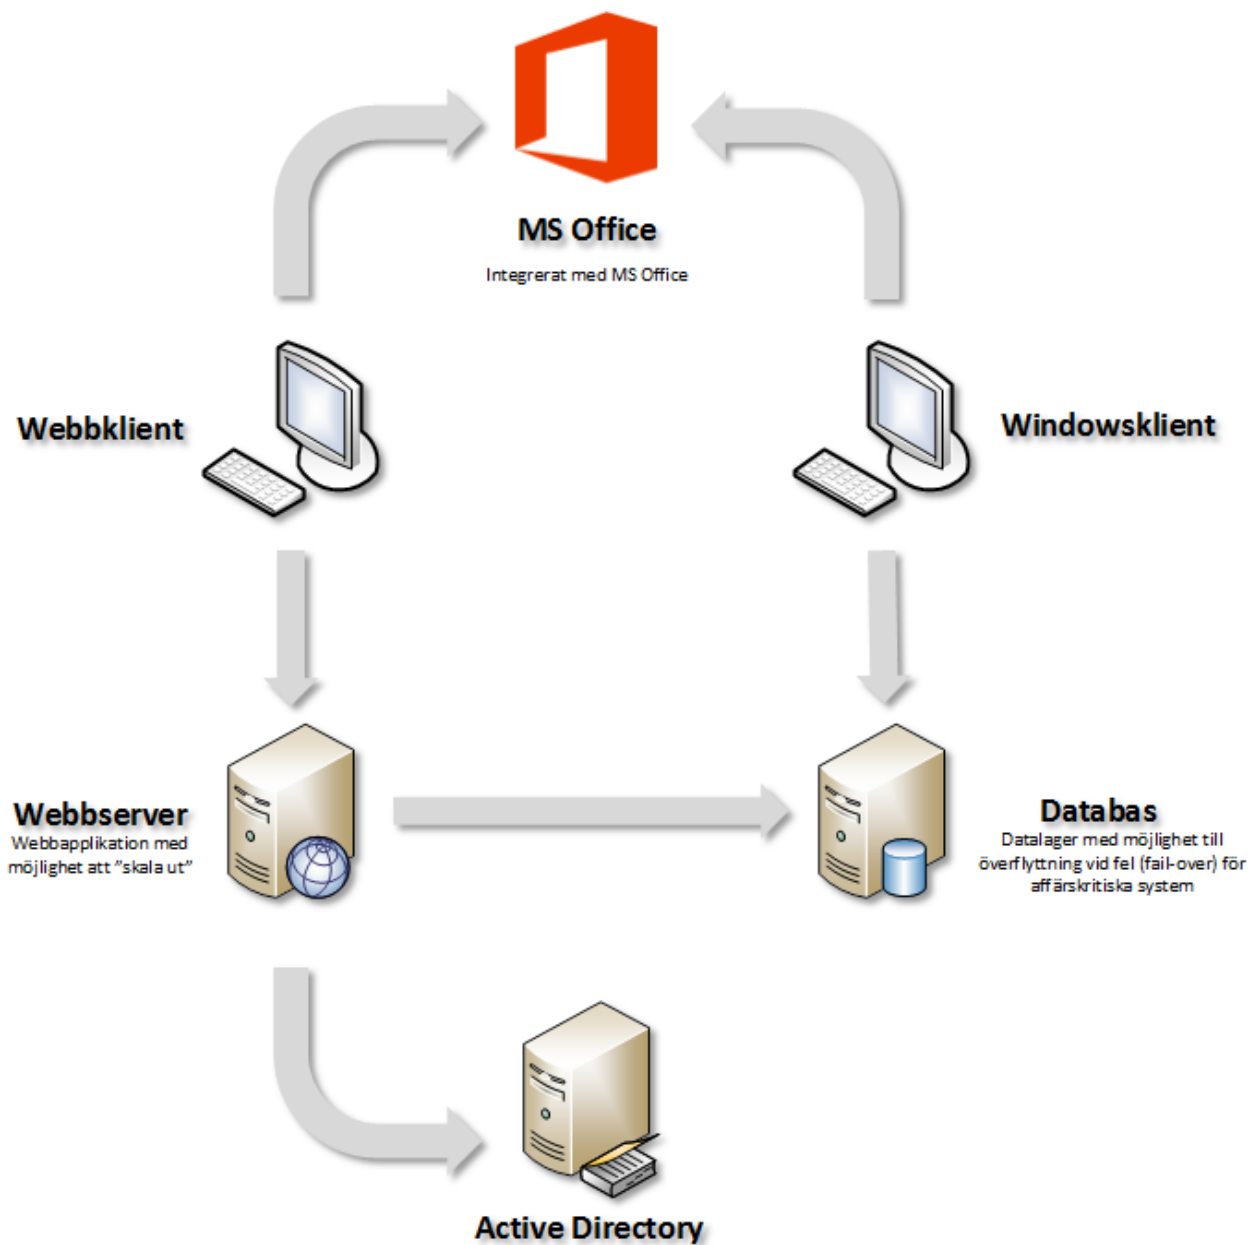 MS Office
Integrerat med MS Office
Webbklient
Windowsklient
Webbserver
Webbapplikation med
möjlighet att ”skala ut”
Databas
Datalager med möjlighet till
överflyttning vid fel (fail-over) för
affärskritiska system
Active Directory